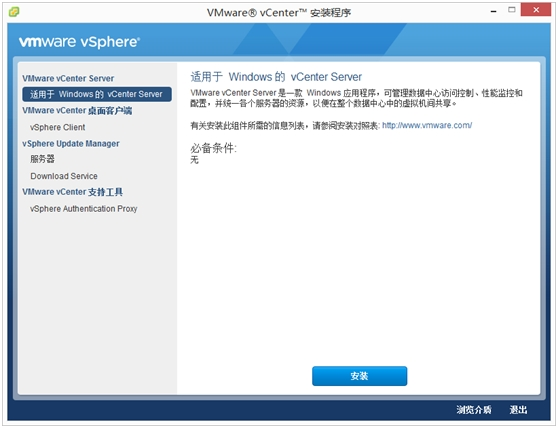 VMware® vCenter™ 安装程序
vmware vSphere®
VMware vCenter Server
适用于 Windows 的 vCenter Server
VMware vCenter 桌面客户端
vSphere Client
vSphere Update Manager
服务器
Download Service
VMware vCenter 支持工具
vSphere Authentication Proxy
适用于 Windows 的 vCenter Server
VMware vCenter Server 是一款 Windows 应用程序，可管理数据中心访问控制、性能监控和
配置，并统一各个服务器的资源，以便在整个数据中心中的虚拟机间共享。
有关安装此组件所需的信息列表，请参阅安装对照表: http://www.vmware.com/
必备条件:
无
安装
浏览介质
退出